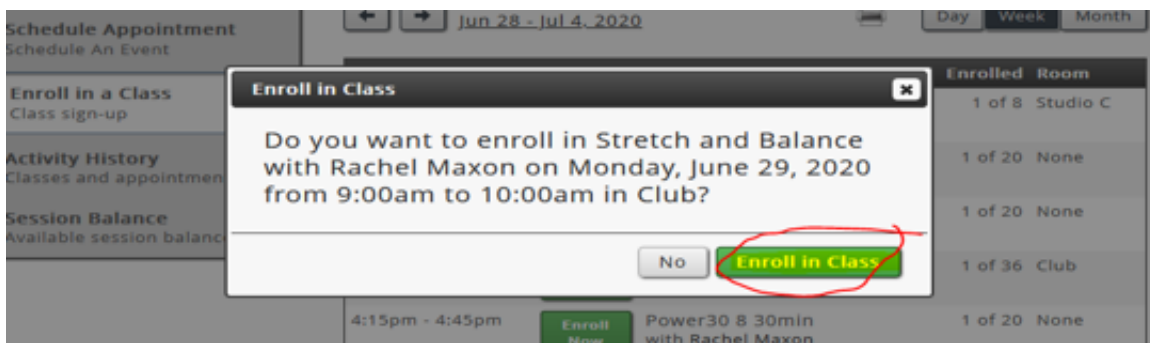 Schedule Appointment
Schedule An Event
Enroll in a Class
Class sign-up
Activity History
Classes and appointmen
Session Balance
Available session balanc
Jun 28 - Jul 4, 2020
Day Week Month
Enrolled Room
1 of 8 Studio C
1 of 20 None
1 of 20 None
1 of 36 Club
Enroll in Class
Do you want to enroll in Stretch and Balance
with Rachel Maxon on Monday, June 29, 2020
from 9:00am to 10:00am in Club?
No Enroll in Class
4:15pm - 4:45pm Enroll Now Power30 8 30min 1 of 20 None
with Rachel Maxon